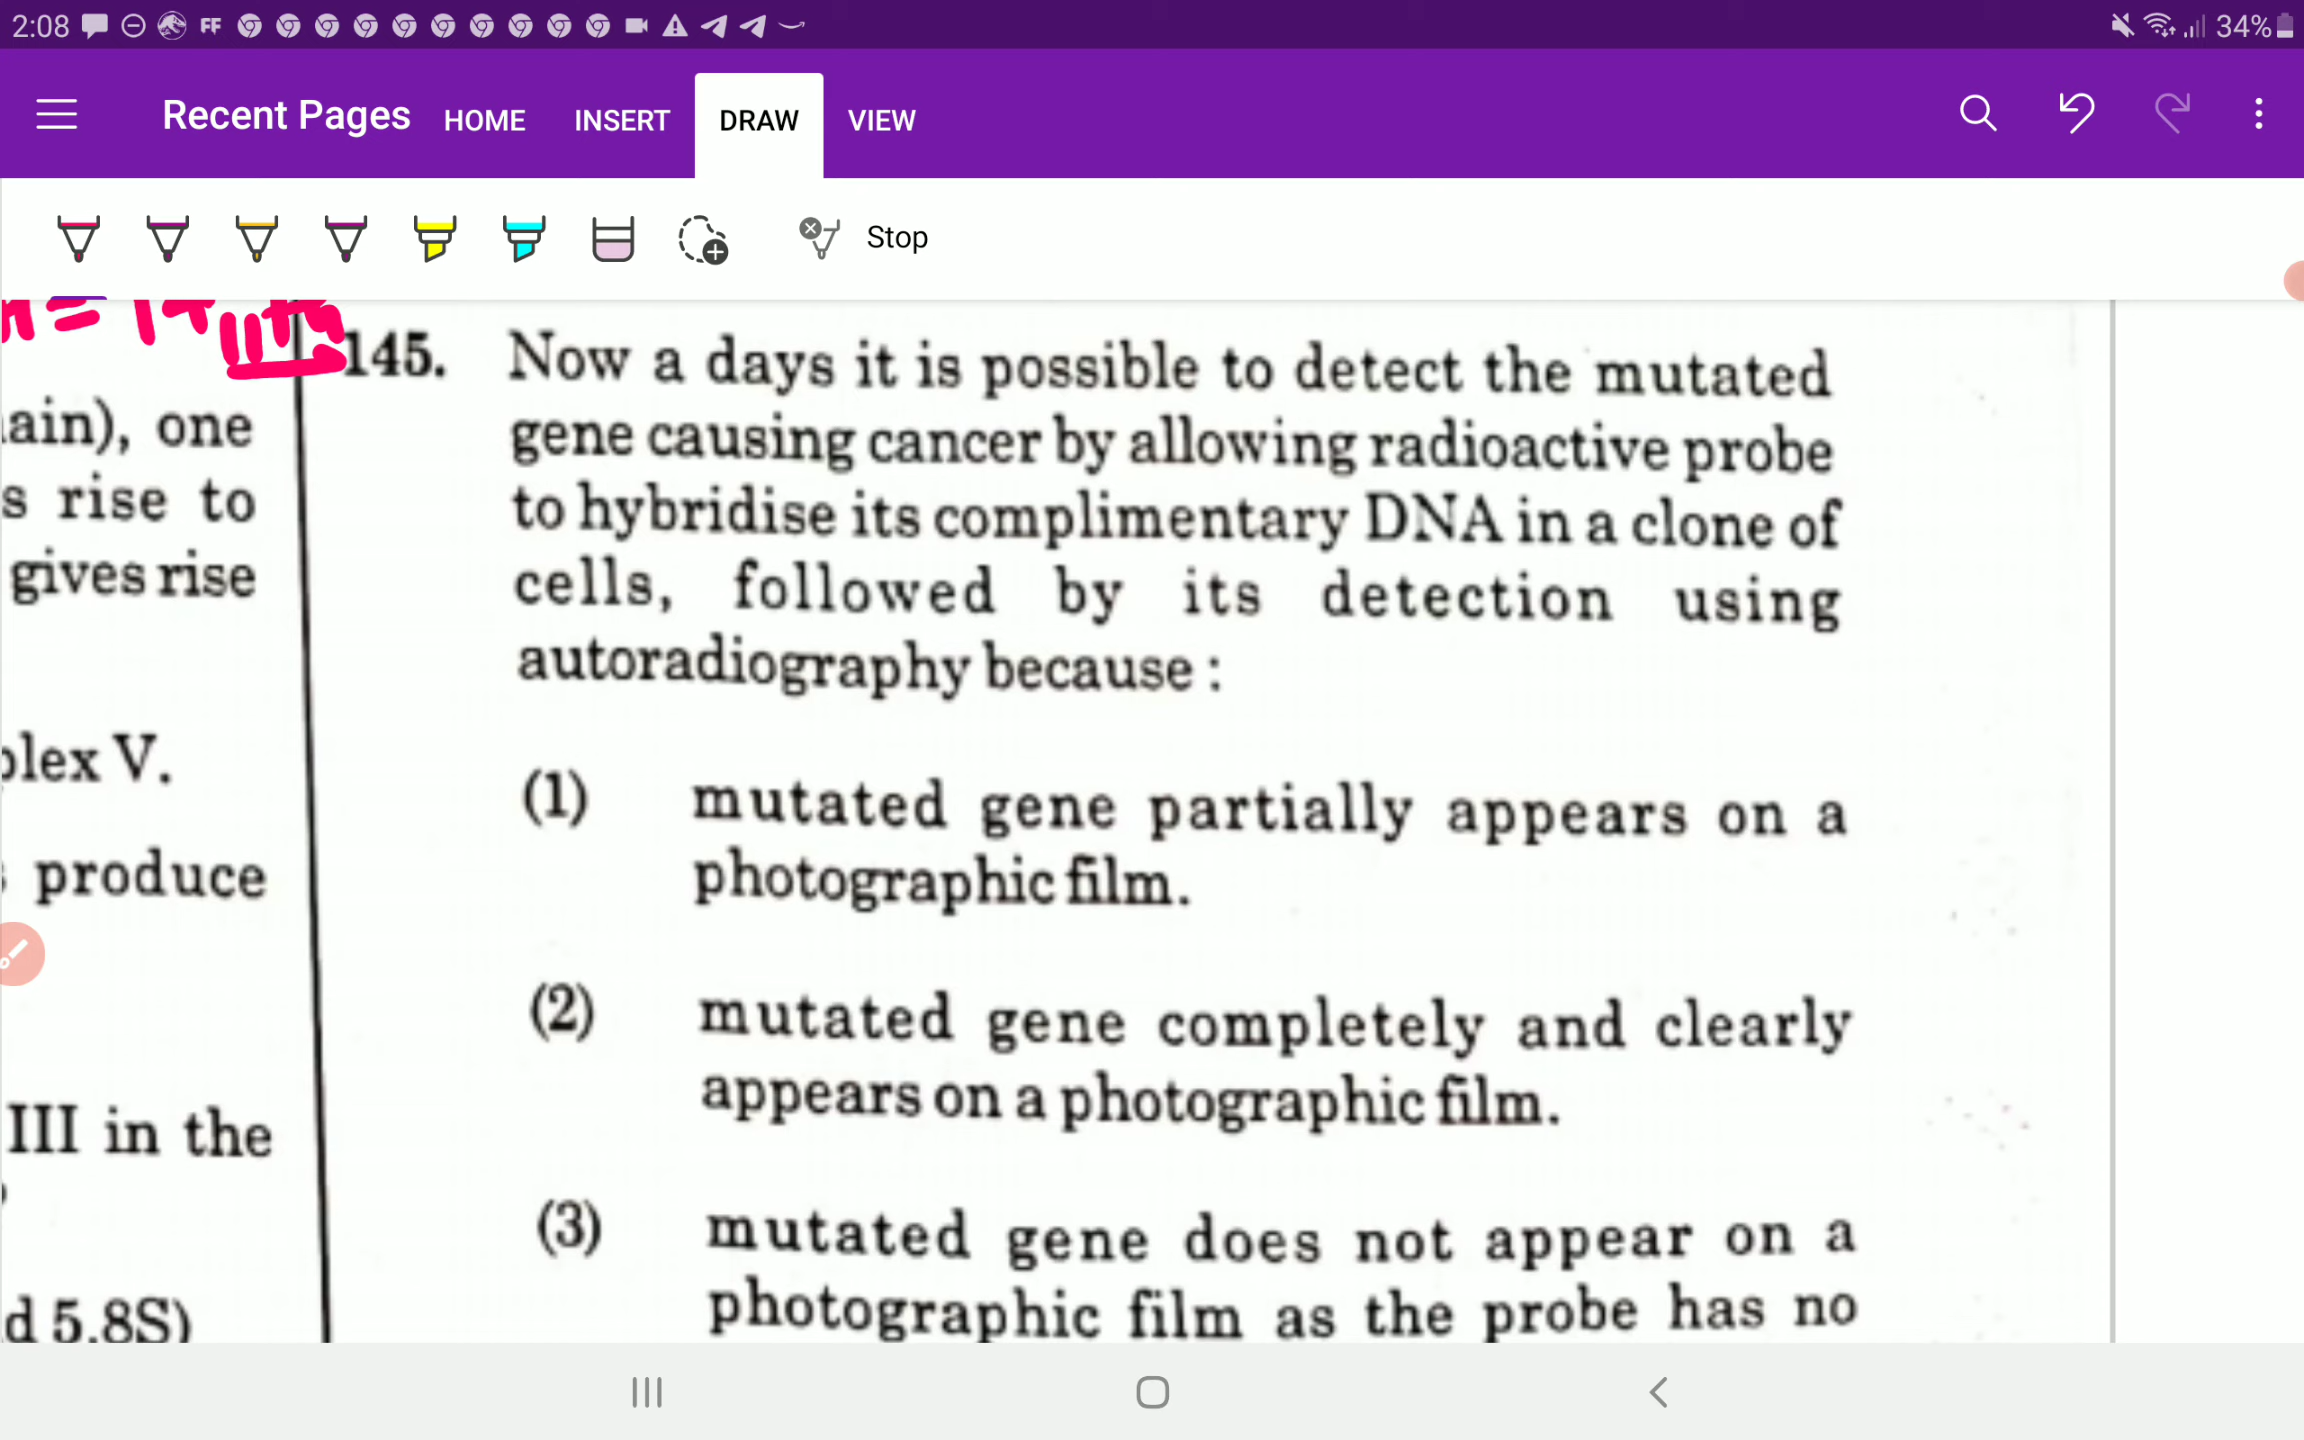 2:08 FF 34%
Recent Pages HOME INSERT DRAW VIEW
Stop
= 14 11th
ain), one
s rise to
gives rise
plex V.
produce
III in the
d 5.8S)
145. Now a days it is possible to detect the mutated
gene causing cancer by allowing radioactive probe
to hybridise its complimentary DNA in a clone of
cells, followed by its detection using
autoradiography because :
(1) mutated gene partially appears on a
photographic film.
(2) mutated gene completely and clearly
appears on a photographic film.
(3) mutated gene does not appear on a
photographic film as the probe has no